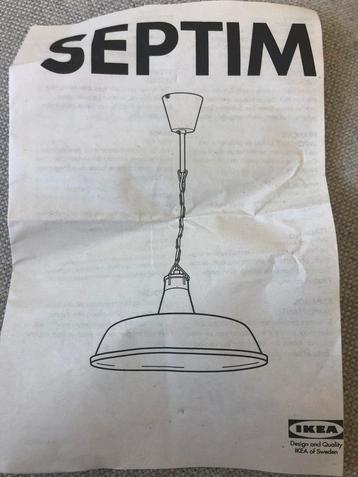 SEPTIM
IKEA
Design and Quality
IKEA of Sweden